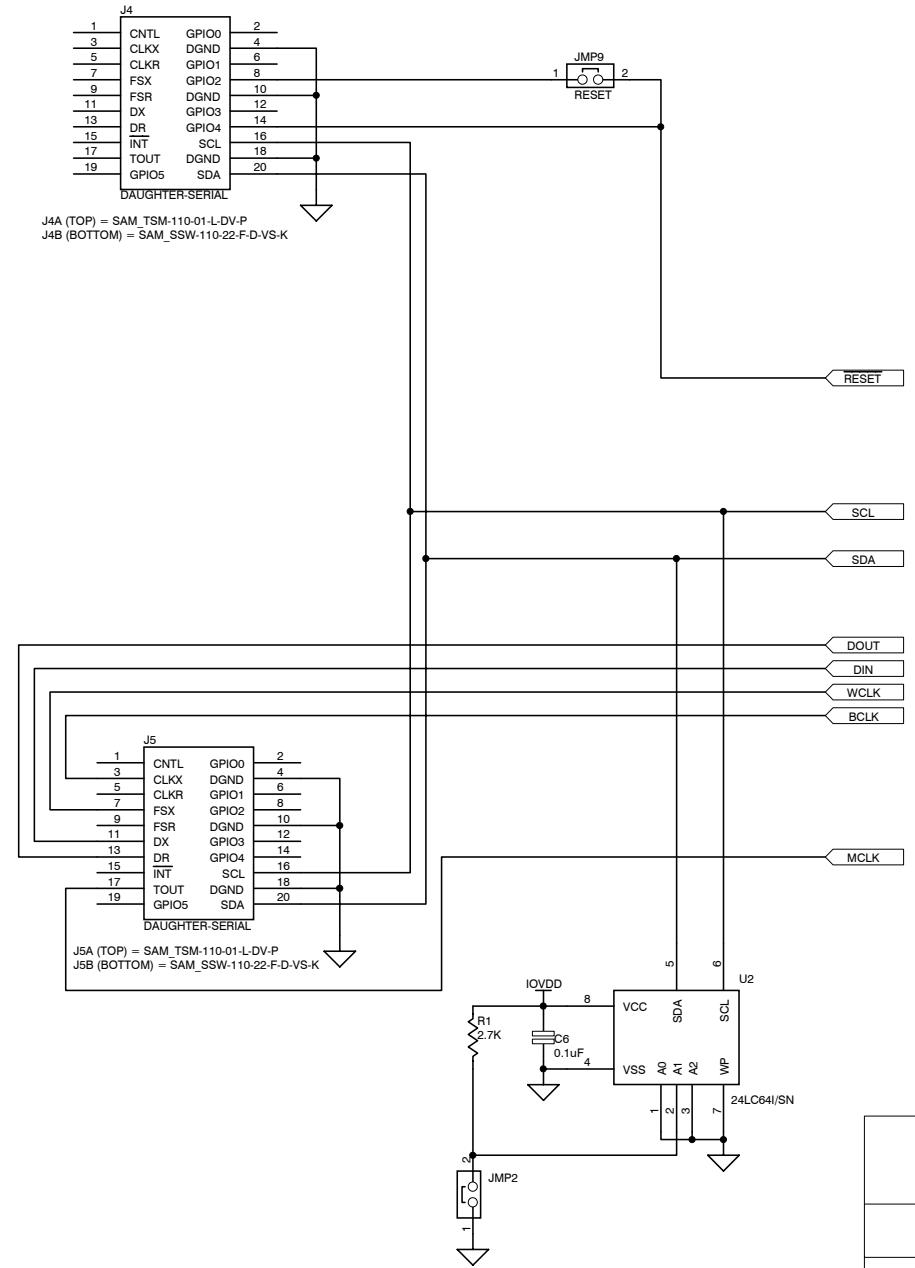 J4
1 CNTL GPIO0 2
3 CLKX DGND 4
5 CLKR GPIO1 6
7 FSX GPIO2 8
9 FSR DGND 10
11 DX GPIO3 12
13 DR GPIO4 14
15 INT SCL 16
17 TOUT DGND 18
19 GPIO5 SDA 20
DAUGHTER-SERIAL
J4A (TOP) = SAM_TSM-110-01-L-DV-P
J4B (BOTTOM) = SAM_SSW-110-22-F-D-VS-K
JMP9
1 2
RESET
RESET
SCL
SDA
DOUT
DIN
WCLK
BCLK
MCLK
J5
1 CNTL GPIO0 2
3 CLKX DGND 4
5 CLKR GPIO1 6
7 FSX GPIO2 8
9 FSR DGND 10
11 DX GPIO3 12
13 DR GPIO4 14
15 INT SCL 16
17 TOUT DGND 18
19 GPIO5 SDA 20
DAUGHTER-SERIAL
J5A (TOP) = SAM_TSM-110-01-L-DV-P
J5B (BOTTOM) = SAM_SSW-110-22-F-D-VS-K
IOVDD
R1
2.7K
C6
0.1uF
U2
5 6
8 VCC SDA SCL
4 VSS A0 A1 A2 WP
1 2 3 7
24LC64I/SN
2
JMP2
1